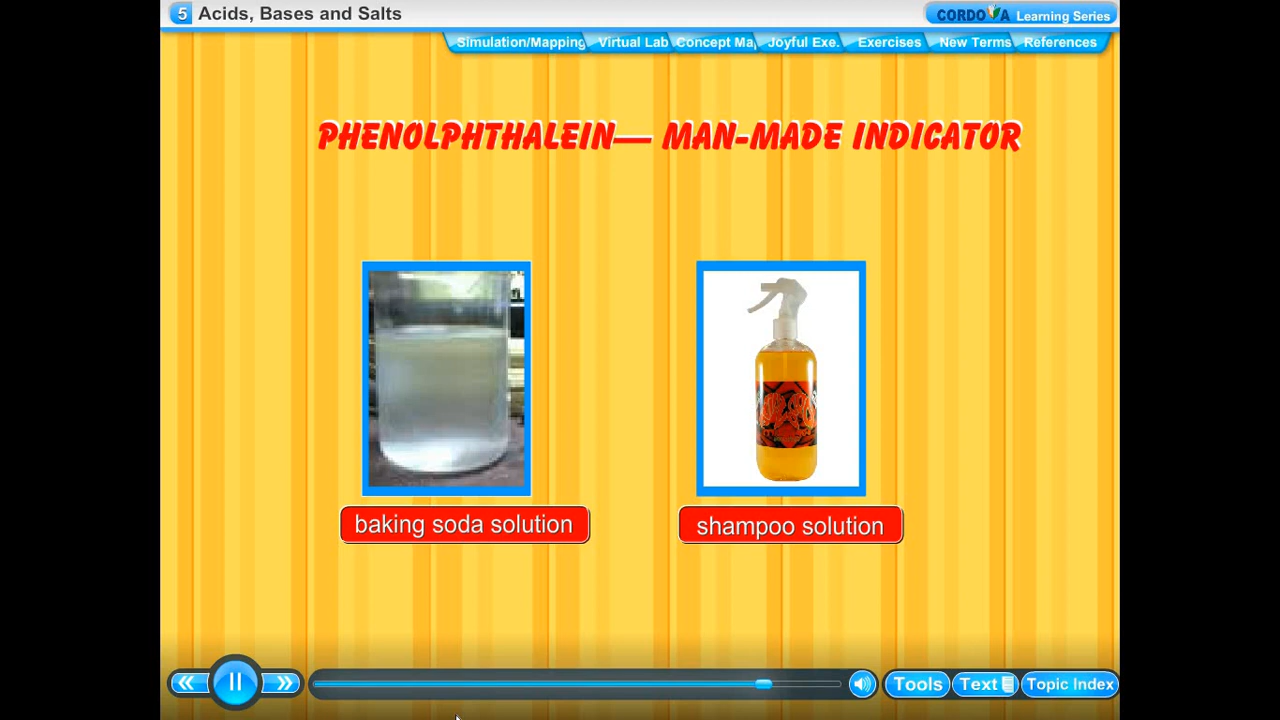 5 Acids, Bases and Salts
CORDOVA Learning Series
Simulation/Mapping Virtual Lab Concept Ma Joyful Exe. Exercises New Terms References
PHENOLPHTHALEIN— MAN-MADE INDICATOR
baking soda solution
shampoo solution
Tools Text Topic Index